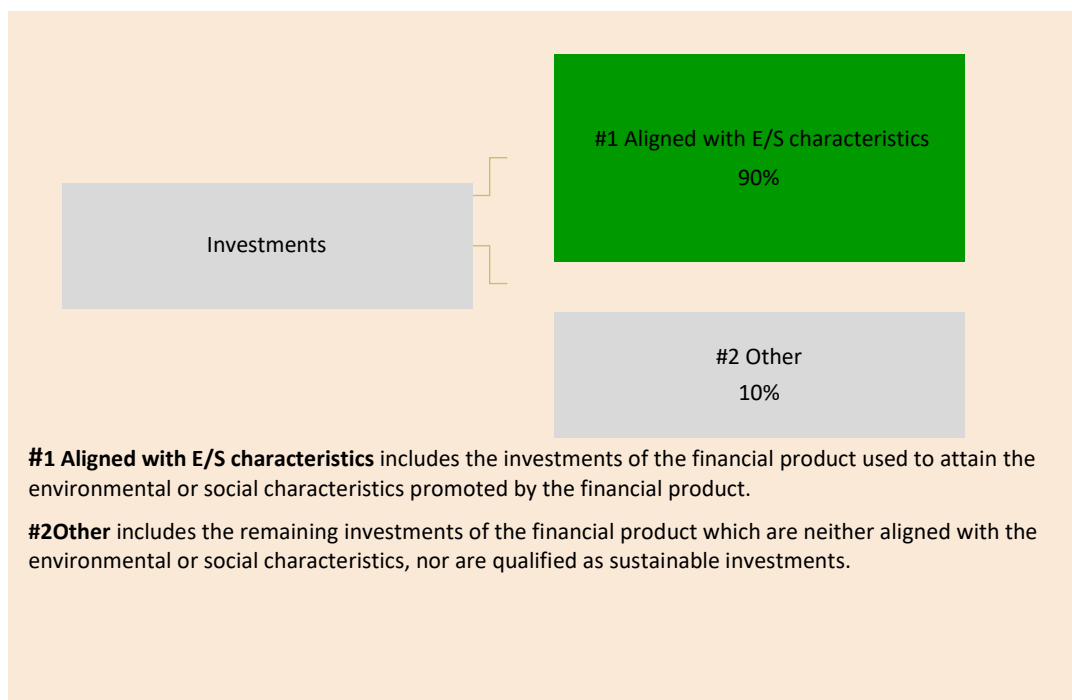 #1 Aligned with E/S characteristics
90%
Investments
#2 Other
10%
#1 Aligned with E/S characteristics includes the investments of the financial product used to attain the
environmental or social characteristics promoted by the financial product.
#2Other includes the remaining investments of the financial product which are neither aligned with the
environmental or social characteristics, nor are qualified as sustainable investments.